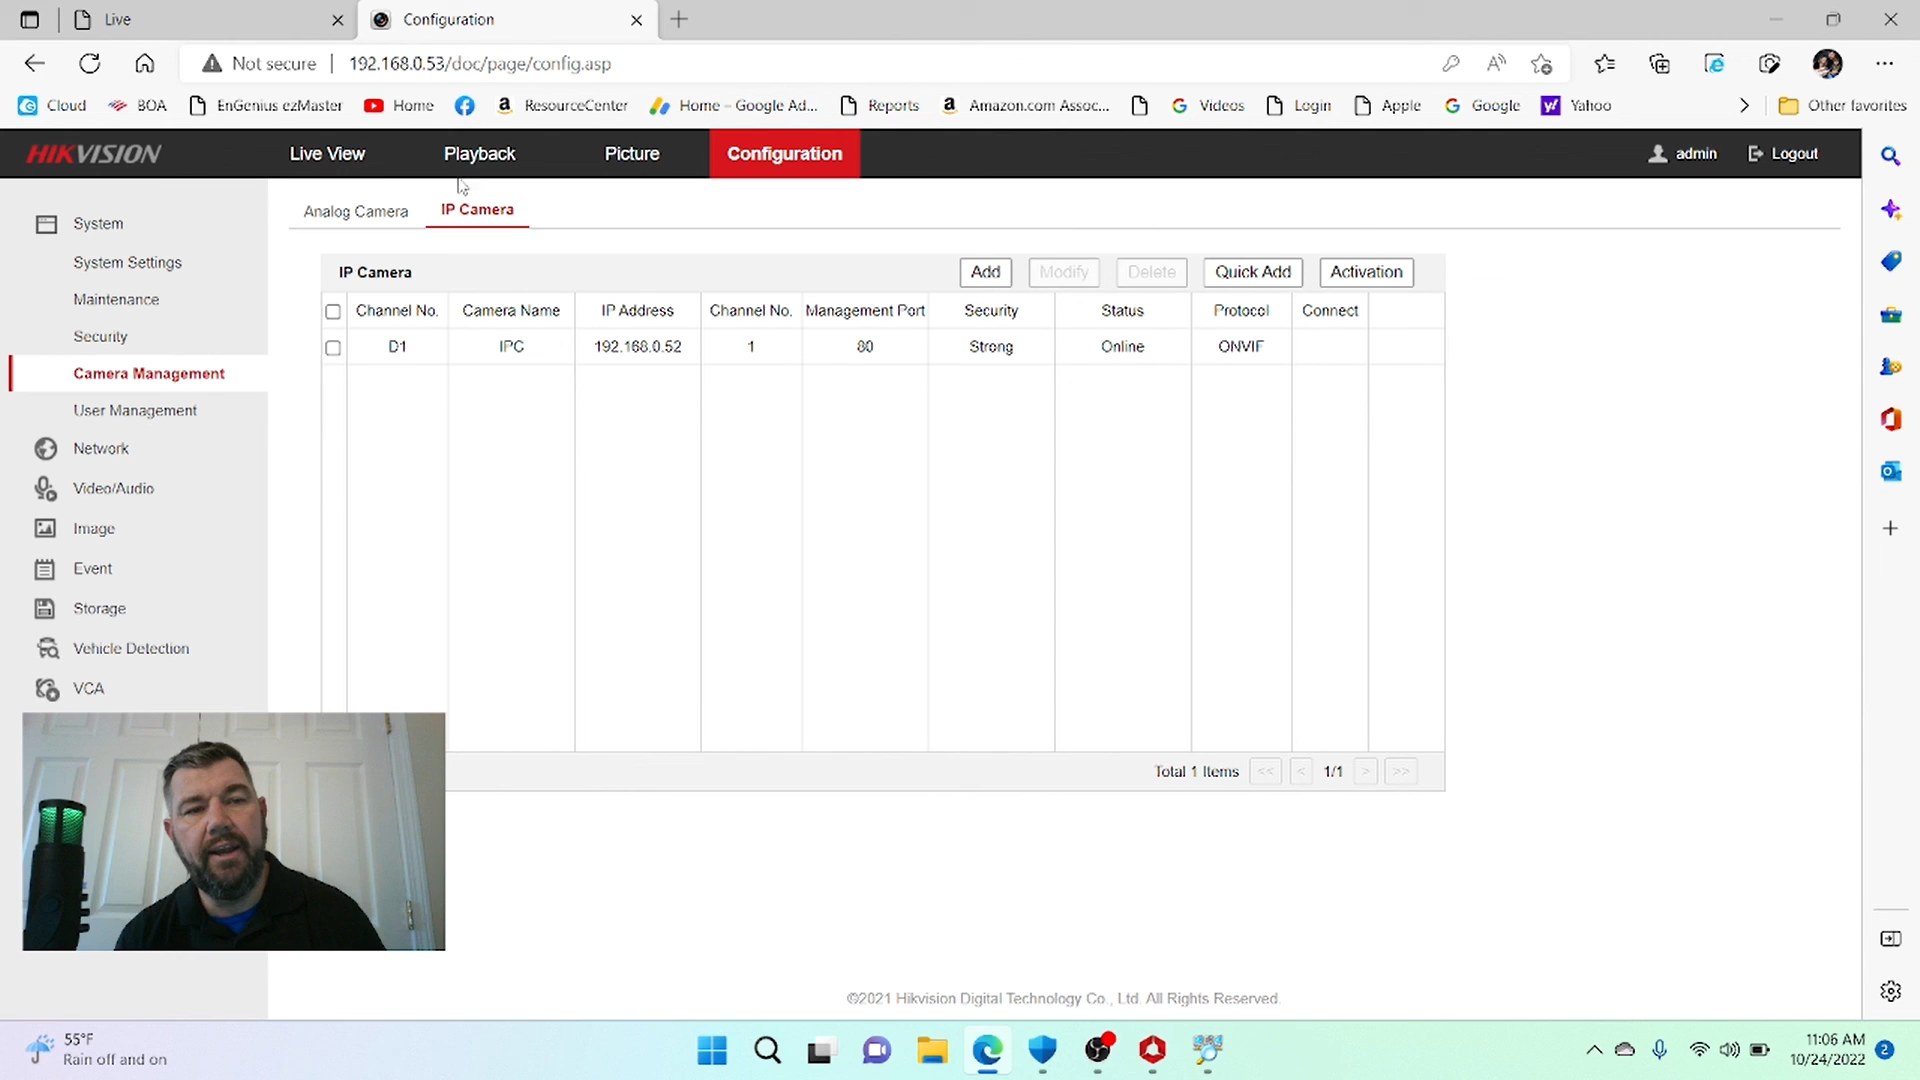 Live
Configuration
Not secure | 192.168.0.53/doc/page/config.asp
Cloud BOA EnGenius ezMaster Home ResourceCenter Home – Google Ad... Reports Amazon.com Assoc... Videos Login Apple Google Yahoo Other favorites
HIKVISION Live View Playback Picture Configuration admin Logout
Analog Camera IP Camera
System
System Settings
Maintenance
Security
Camera Management
User Management
Network
Video/Audio
Image
Event
Storage
Vehicle Detection
VCA
IP Camera Add Modify Delete Quick Add Activation
Channel No. Camera Name IP Address Channel No. Management Port Security Status Protocol Connect
D1 IPC 192.168.0.52 1 80 Strong Online ONVIF
Total 1 Items << < 1/1 > >>
©2021 Hikvision Digital Technology Co., Ltd. All Rights Reserved.
55°F
Rain off and on
11:06 AM
10/24/2022
2